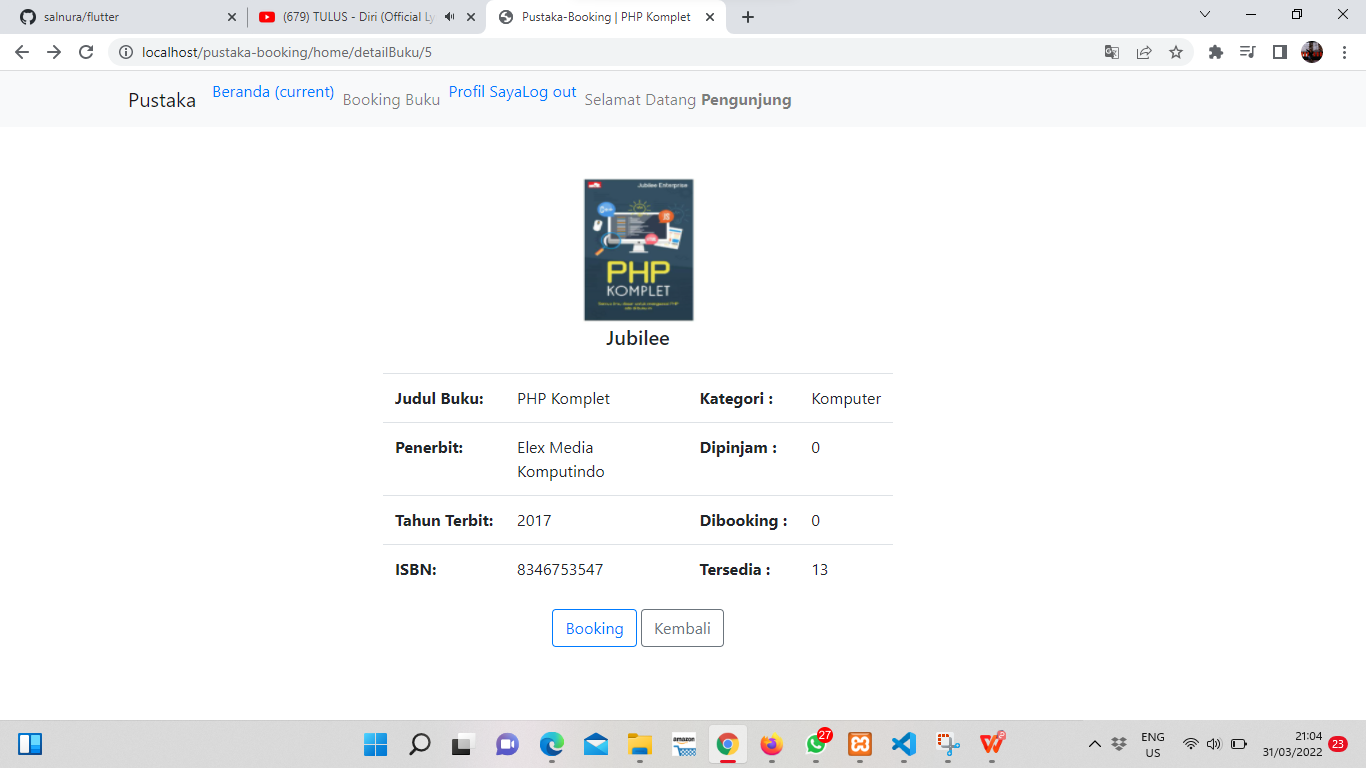 salnura/flutter
(679) TULUS - Diri (Official Ly
Pustaka-Booking | PHP Komplet
localhost/pustaka-booking/home/detailBuku/5
Pustaka Beranda (current) Booking Buku Profil SayaLog out Selamat Datang Pengunjung
Jubilee Enterprise
PHP
KOMPLET
Jubilee
Judul Buku: PHP Komplet Kategori : Komputer
Penerbit: Elex Media Komputindo Dipinjam : 0
Tahun Terbit: 2017 Dibooking : 0
ISBN: 8346753547 Tersedia : 13
Booking Kembali
amazon
27
ENG
US
21:04
31/03/2022
23